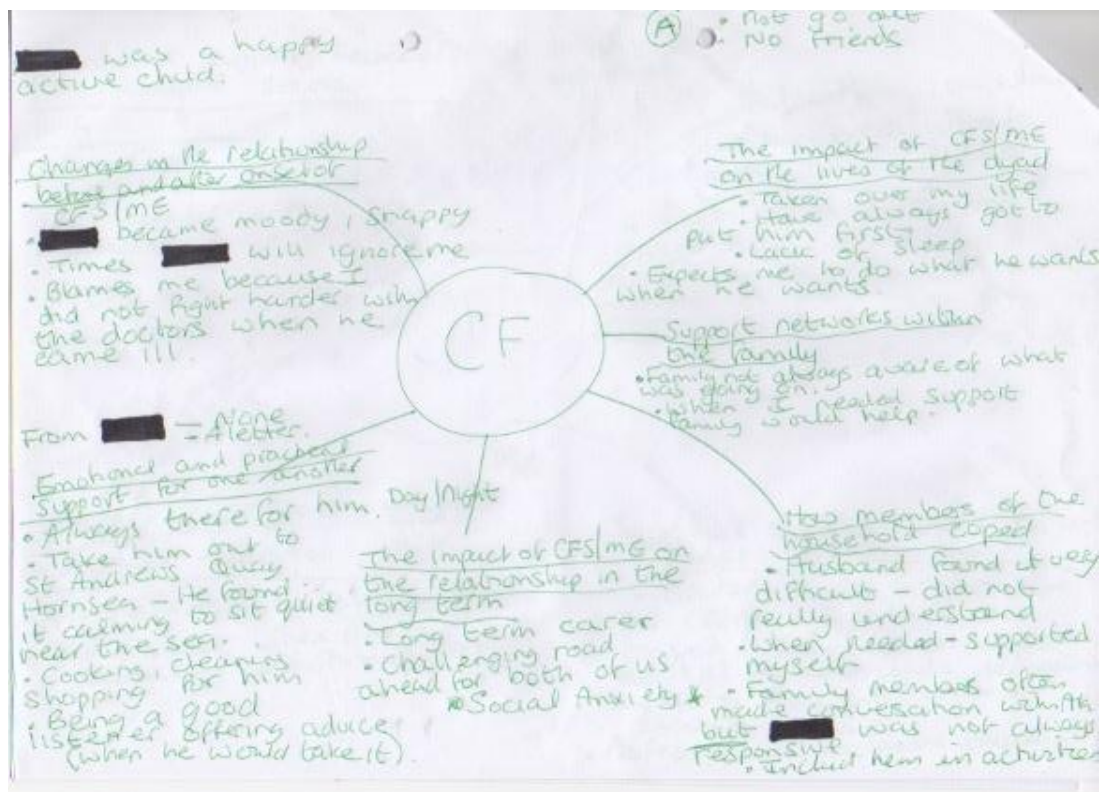 was a happy
active child.
(A) • Not go out
• No Friends
Changes in the relationship
before and after onset of
CFS/ME
• became moody, snappy
• Times will ignore me
• Blames me because I
did not fight harder with
the doctors when he
came ill.
The impact of CFS/ME
on the lives of the dyad
• Taken over my life
• Have always got to
put him first
• Lack of sleep
• Expects me to do what he wants
when he wants.
CF
Support networks within
the family
• Family not always aware of what
was going on.
• When I needed support
family would help.
From — Alone
– A letter.
Emotional and practical
support for one another
• Always there for him. Day/Night
• Take him out to
St Andrews Quay
Hornsea – He found
it calming to sit quiet
near the sea.
• Cooking, cleaning
shopping for him
• Being a good
listener offering advice
(when he would take it).
The impact of CFS/ME on
the relationship in the
long term
• Long term carer
• Challenging road
ahead for both of us
* Social Anxiety *
How members of the
household coped
• Husband found it very
difficult – did not
really understand
• When needed – supported
myself
• Family members often
made conversation with
but was not always
responsive
• Include him in activities